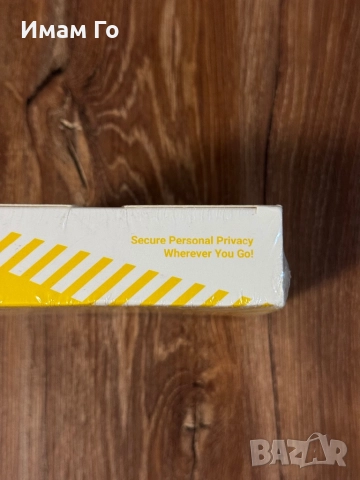 Имам Го
Secure Personal Privacy
Wherever You Go!
BAZAR